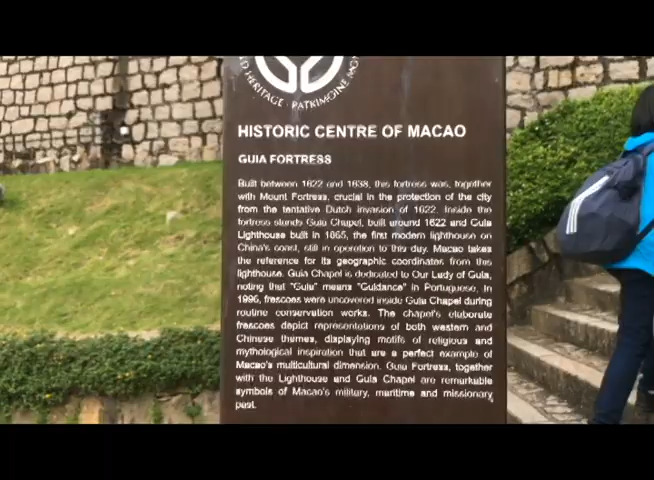 D HERITAGE · PATRIMOINE MO
HISTORIC CENTRE OF MACAO
GUIA FORTRESS
Built between 1622 and 1638, this fortress was, together
with Mount Fortress, crucial in the protection of the city
from the tentative Dutch invasion of 1622. Inside the
fortress stands Guia Chapel, built around 1622 and Guia
Lighthouse built in 1865, the first modern lighthouse on
China's coast, still in operation to this day. Macao takes
the reference for its geographic coordinates from this
lighthouse. Guia Chapel is dedicated to Our Lady of Guia,
noting that "Guia" means "Guidance" in Portuguese. In
1996, frescoes were uncovered inside Guia Chapel during
routine conservation works. The chapel's elaborate
frescoes depict representations of both western and
Chinese themes, displaying motifs of religious and
mythological inspiration that are a perfect example of
Macao's multicultural dimension. Guia Fortress, together
with the Lighthouse and Guia Chapel are remarkable
symbols of Macao's military, maritime and missionary
past.